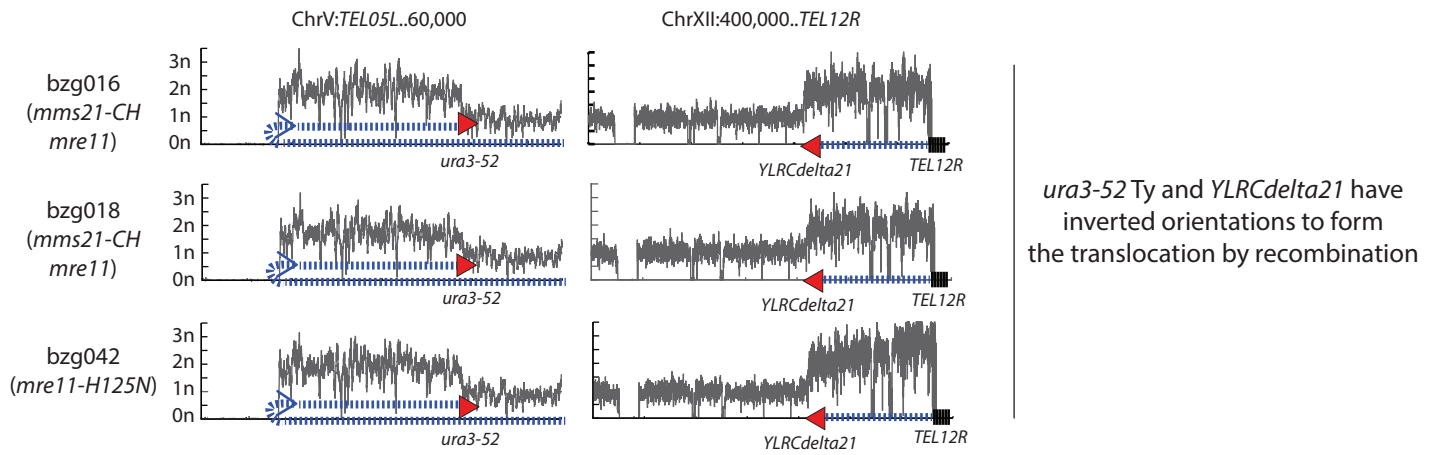 ChrV:TEL05L..60,000
ChrXII:400,000..TEL12R
bzg016
(mms21-CH
mre11)
3n
2n
1n
0n
ura3-52
YLRCdelta21
TEL12R
bzg018
(mms21-CH
mre11)
3n
2n
1n
0n
ura3-52
YLRCdelta21
TEL12R
bzg042
(mre11-H125N)
3n
2n
1n
0n
ura3-52
YLRCdelta21
TEL12R
ura3-52 Ty and YLRCdelta21 have
inverted orientations to form
the translocation by recombination